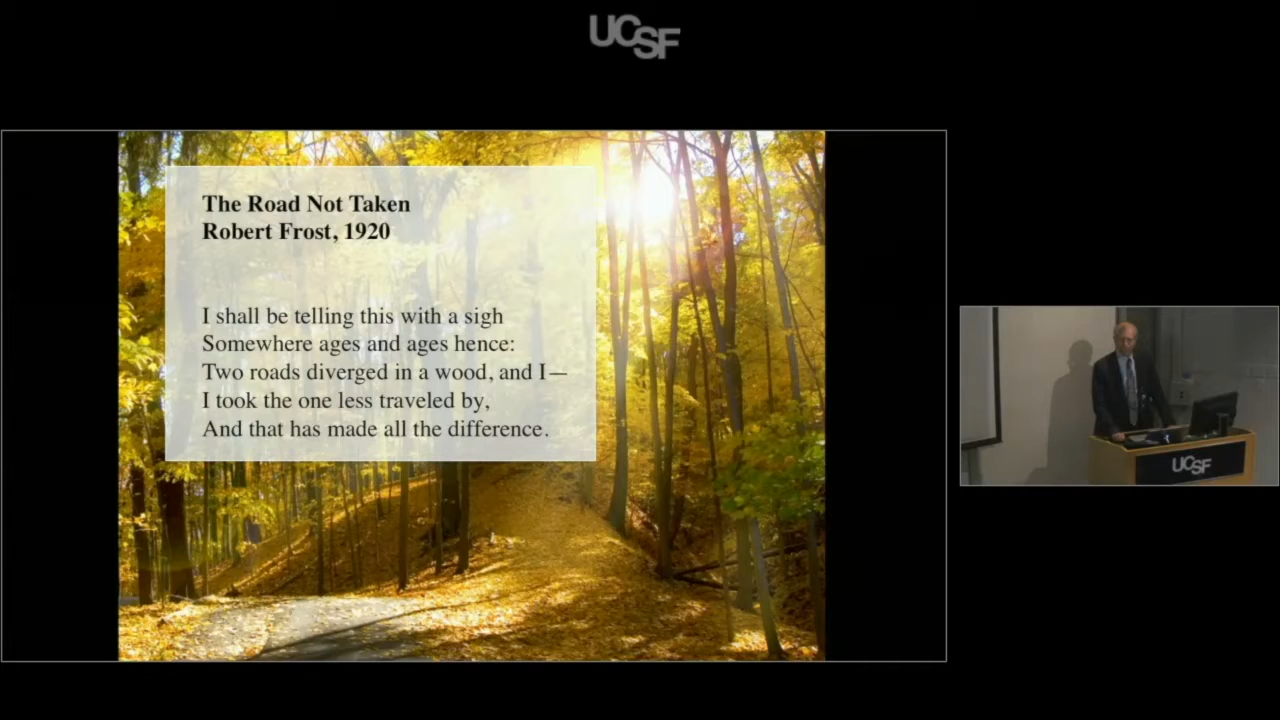 UCSF
The Road Not Taken
Robert Frost, 1920
I shall be telling this with a sigh
Somewhere ages and ages hence:
Two roads diverged in a wood, and I—
I took the one less traveled by,
And that has made all the difference.
UCSF